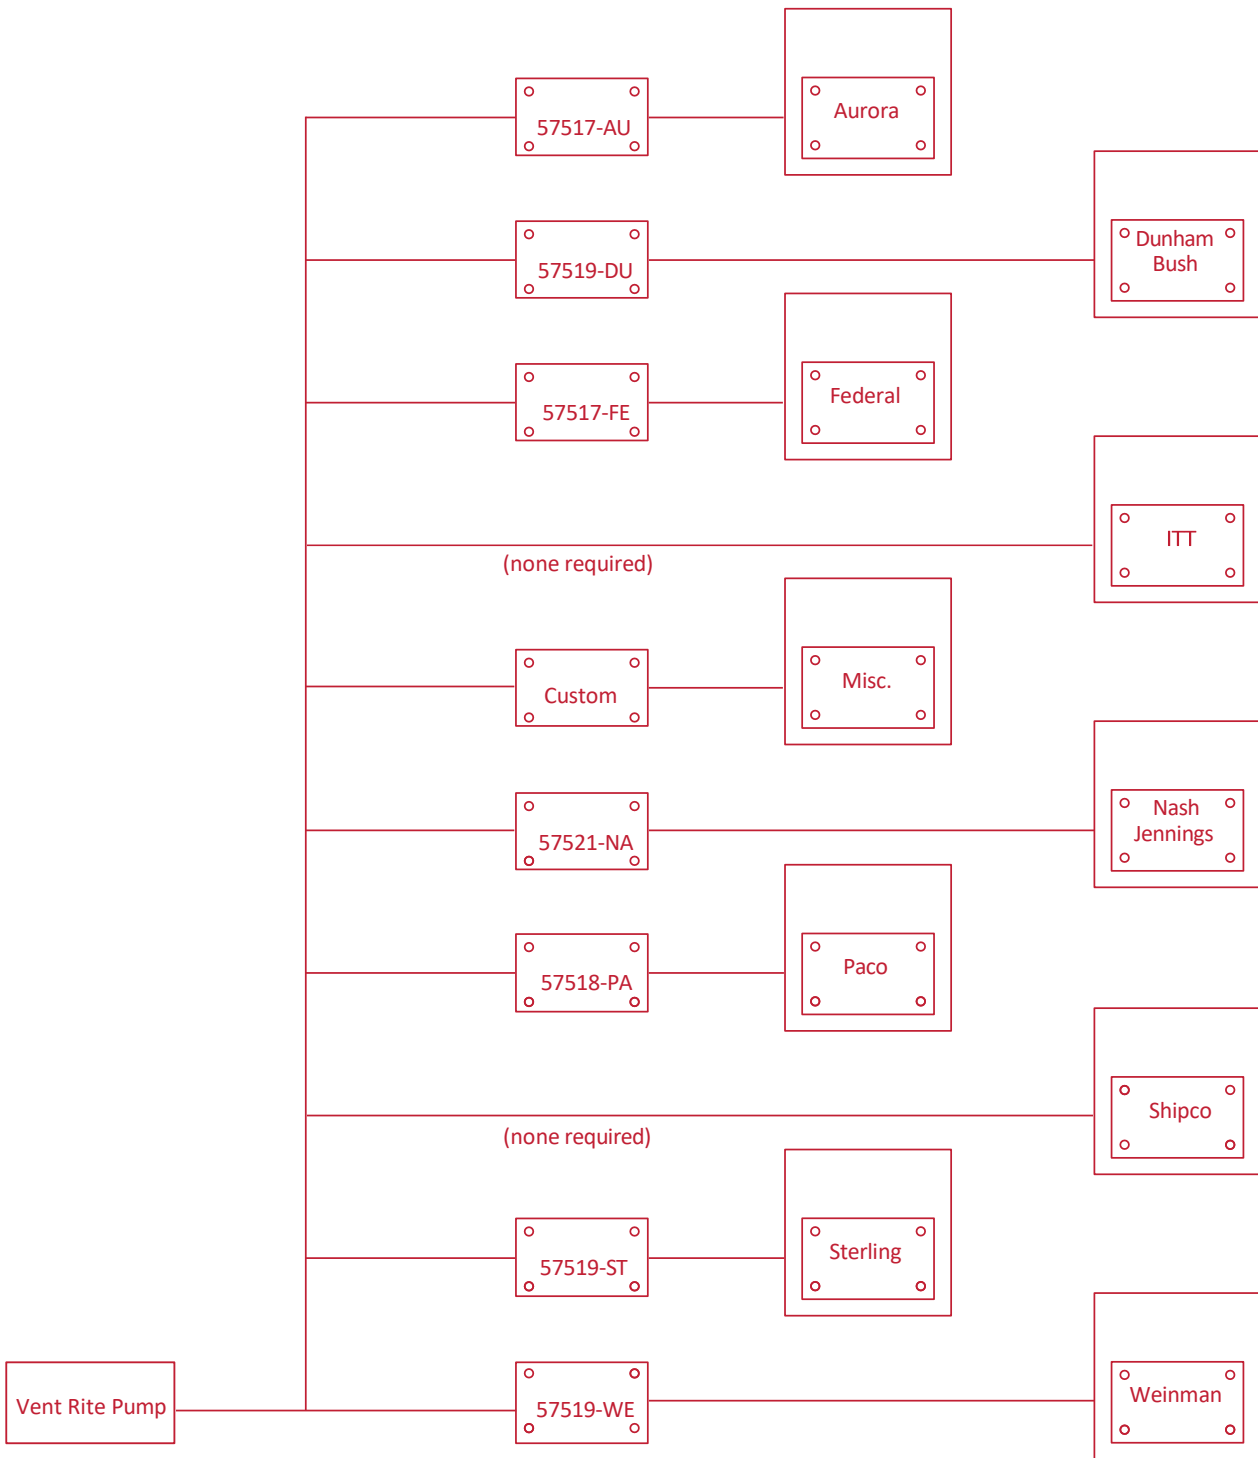 57517-AU
Aurora
57519-DU
Dunham
Bush
57517-FE
Federal
(none required)
ITT
Custom
Misc.
57521-NA
Nash
Jennings
57518-PA
Paco
(none required)
Shipco
57519-ST
Sterling
Vent Rite Pump
57519-WE
Weinman